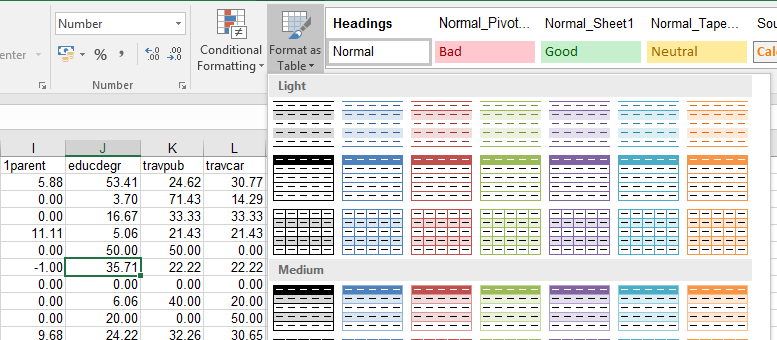 Number
Headings
Normal_Pivot...
Normal_Sheet1
Normal_Tape...
Sou
enter
%
.00
.00
Conditional
Formatting
Format as
Table
Normal
Bad
Good
Neutral
Cal
Number
Light
I J K L
1parent educdegr travpub travcar
5.88 53.41 24.62 30.77
0.00 3.70 71.43 14.29
0.00 16.67 33.33 33.33
11.11 5.06 21.43 21.43
0.00 50.00 50.00 0.00
-1.00 35.71 22.22 22.22
0.00 0.00 0.00 0.00
0.00 6.06 40.00 20.00
0.00 20.00 0.00 50.00
9.68 24.22 32.26 30.65
Medium